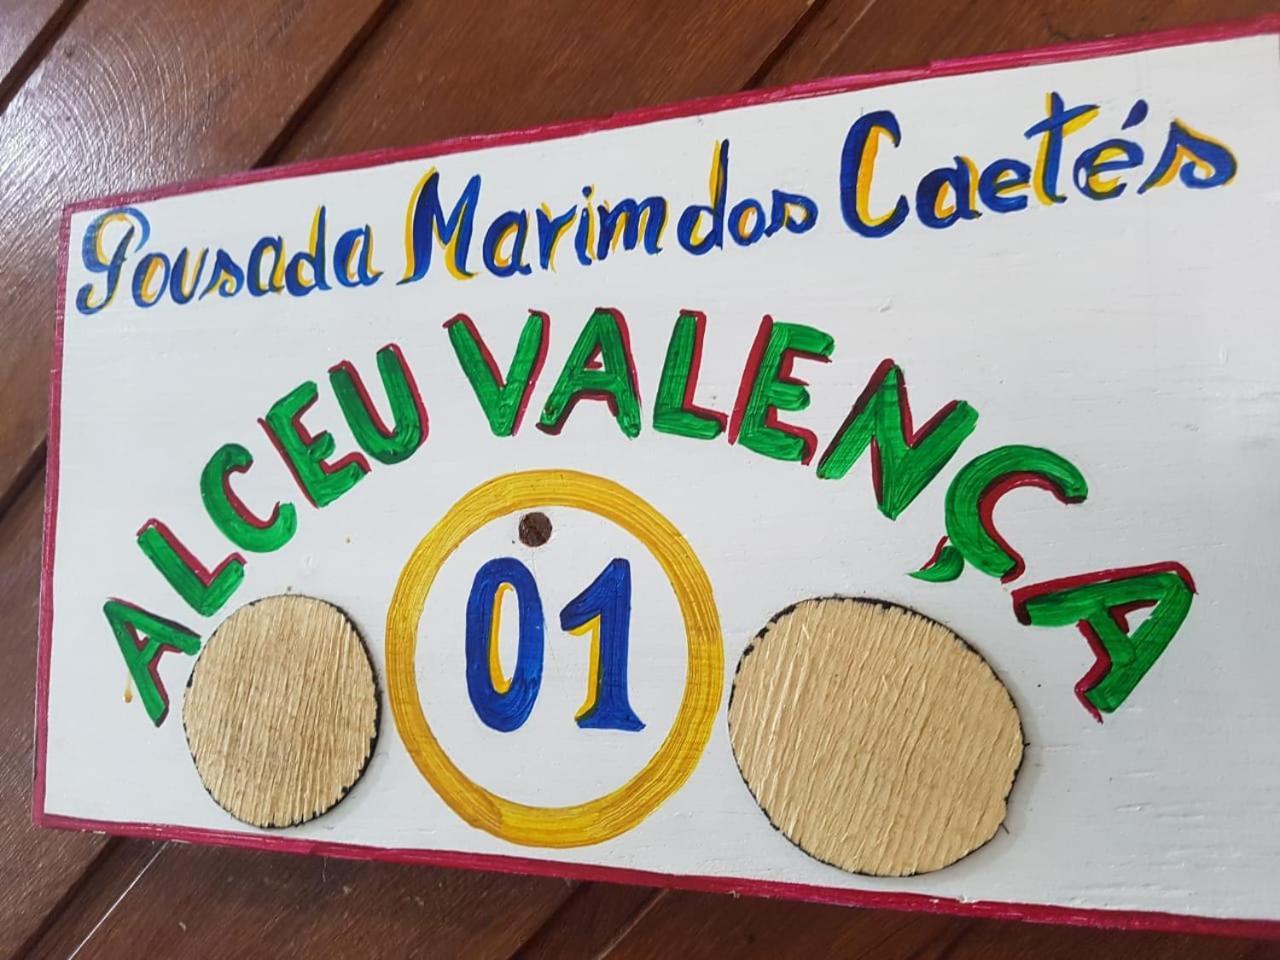 Pousada Marim dos Caetés
ALCEU VALENÇA
01